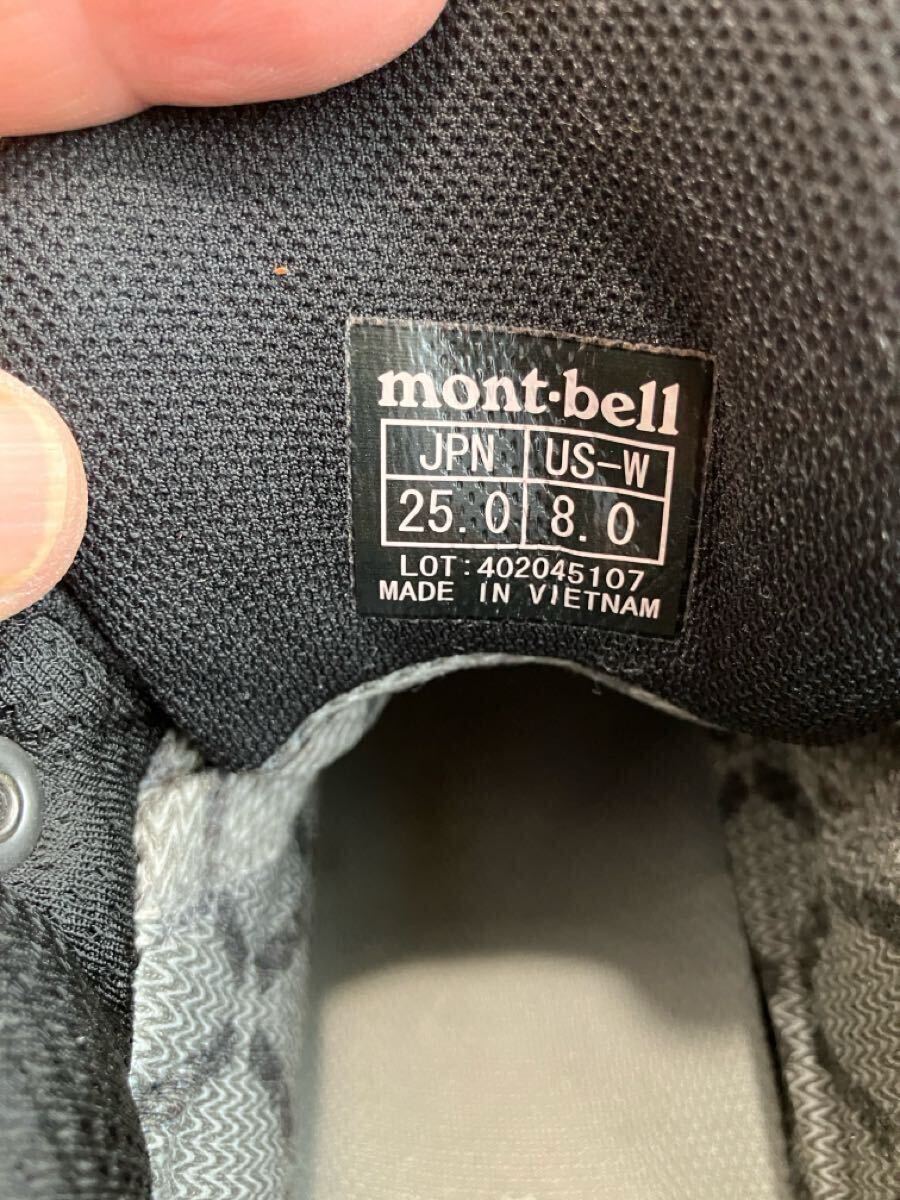 mont·bell
JPN US-W
25.0 8.0
LOT:402045107
MADE IN VIETNAM